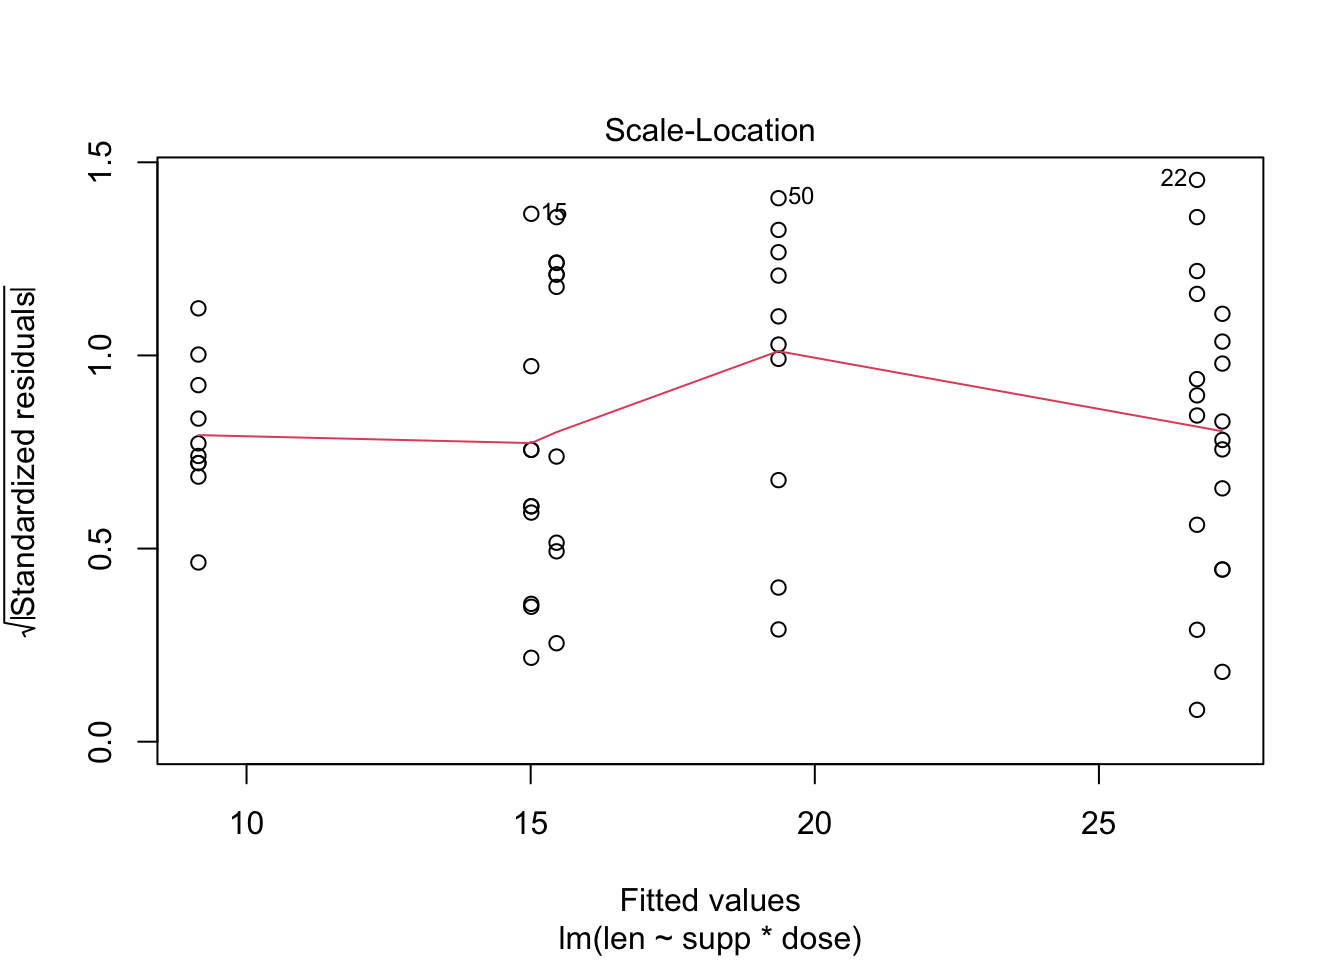 Scale-Location
√|Standardized residuals|
1.5
1.0
0.5
0.0
15
50
22
10
15
20
25
Fitted values
lm(len ~ supp * dose)